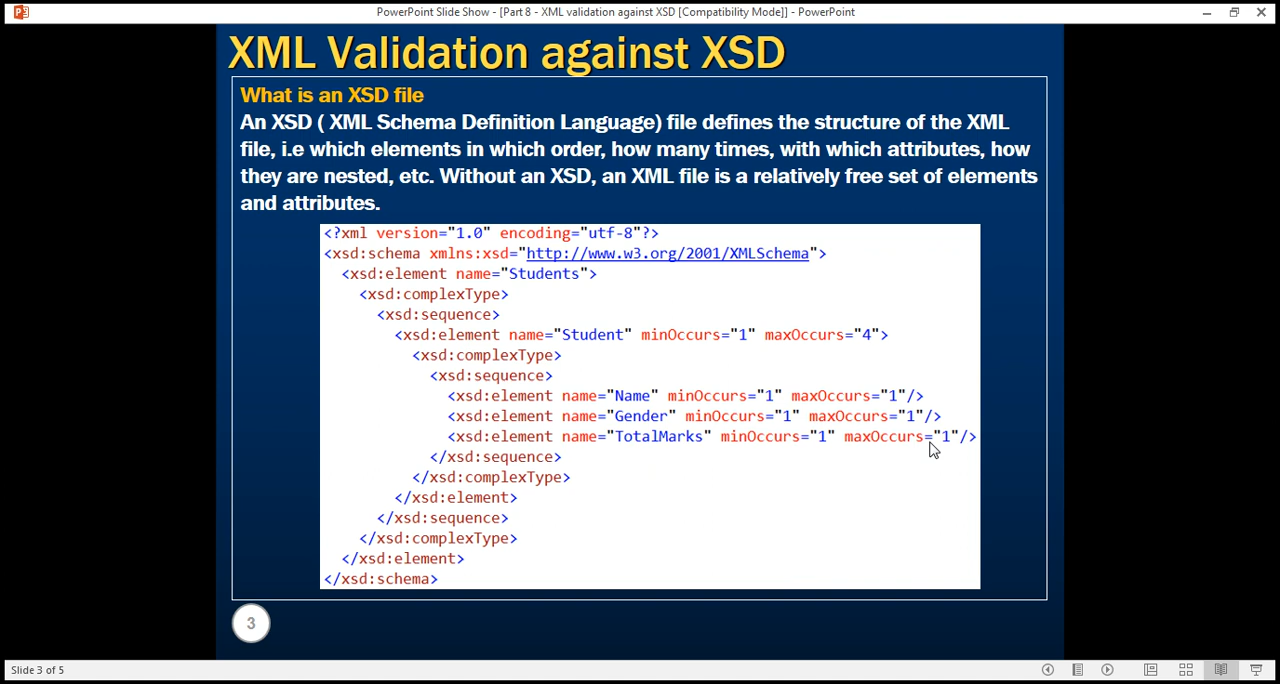 PowerPoint Slide Show - [Part 8 - XML validation against XSD [Compatibility Mode]] - PowerPoint
XML Validation against XSD
What is an XSD file
An XSD ( XML Schema Definition Language) file defines the structure of the XML
file, i.e which elements in which order, how many times, with which attributes, how
they are nested, etc. Without an XSD, an XML file is a relatively free set of elements
and attributes.
<?xml version="1.0" encoding="utf-8"?>
<xsd:schema xmlns:xsd="http://www.w3.org/2001/XMLSchema">
  <xsd:element name="Students">
    <xsd:complexType>
      <xsd:sequence>
        <xsd:element name="Student" minOccurs="1" maxOccurs="4">
          <xsd:complexType>
            <xsd:sequence>
              <xsd:element name="Name" minOccurs="1" maxOccurs="1"/>
              <xsd:element name="Gender" minOccurs="1" maxOccurs="1"/>
              <xsd:element name="TotalMarks" minOccurs="1" maxOccurs="1"/>
            </xsd:sequence>
          </xsd:complexType>
        </xsd:element>
      </xsd:sequence>
    </xsd:complexType>
  </xsd:element>
</xsd:schema>
3
Slide 3 of 5